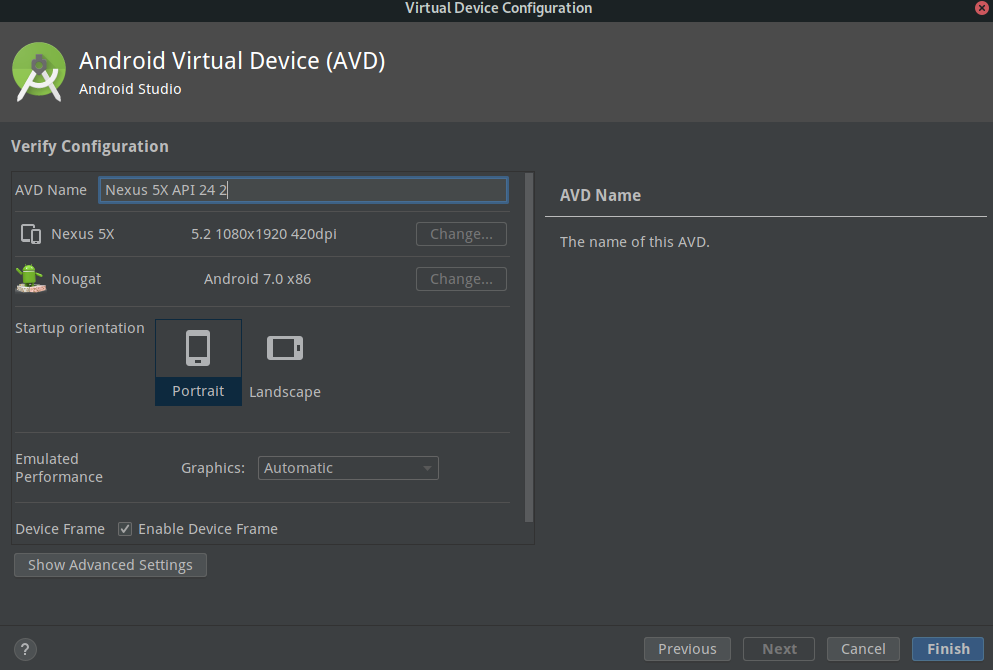 Virtual Device Configuration
Android Virtual Device (AVD)
Android Studio
Verify Configuration
AVD Name
Nexus 5X API 24 2
Nexus 5X
5.2 1080x1920 420dpi
Change...
Nougat
Android 7.0 x86
Change...
Startup orientation
Portrait
Landscape
Emulated
Performance
Graphics:
Automatic
Device Frame
Enable Device Frame
Show Advanced Settings
AVD Name
The name of this AVD.
?
Previous
Next
Cancel
Finish